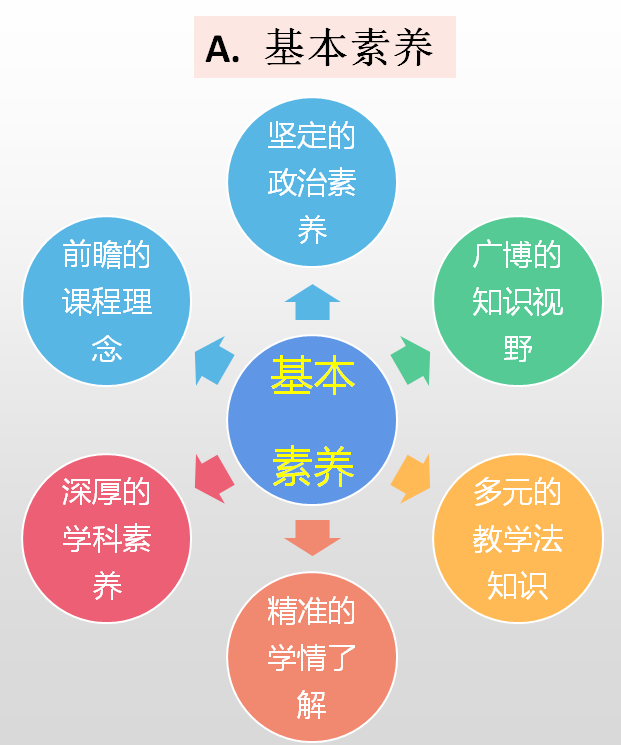 A. 基本素养
坚定的
政治素
养
前瞻的
课程理
念
广博的
知识视
野
基本
素养
深厚的
学科素
养
多元的
教学法
知识
精准的
学情了
解